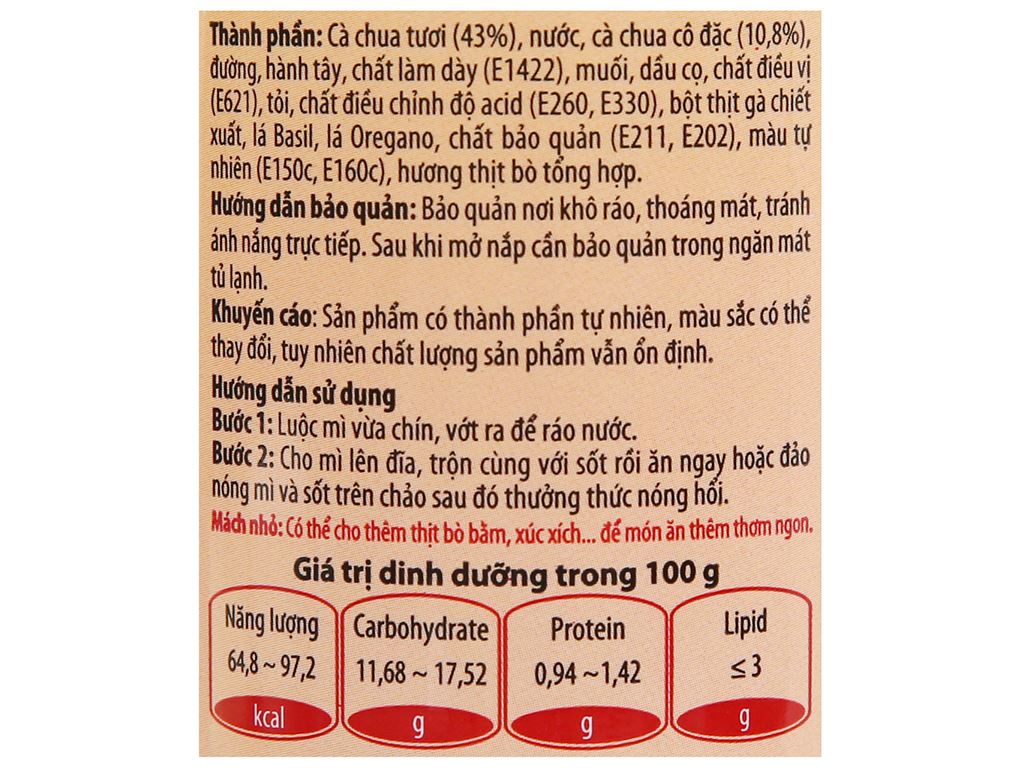 Thành phần: Cà chua tươi (43%), nước, cà chua cô đặc (10,8%),
đường, hành tây, chất làm dày (E1422), muối, dầu cọ, chất điều vị
(E621), tỏi, chất điều chỉnh độ acid (E260, E330), bột thịt gà chiết
xuất, lá Basil, lá Oregano, chất bảo quản (E211, E202), màu tự
nhiên (E150c, E160c), hương thịt bò tổng hợp.
Hướng dẫn bảo quản: Bảo quản nơi khô ráo, thoáng mát, tránh
ánh nắng trực tiếp. Sau khi mở nắp cần bảo quản trong ngăn mát
tủ lạnh.
Khuyến cáo: Sản phẩm có thành phần tự nhiên, màu sắc có thể
thay đổi, tuy nhiên chất lượng sản phẩm vẫn ổn định.
Hướng dẫn sử dụng
Bước 1: Luộc mì vừa chín, vớt ra để ráo nước.
Bước 2: Cho mì lên đĩa, trộn cùng với sốt rồi ăn ngay hoặc đảo
nóng mì và sốt trên chảo sau đó thưởng thức nóng hổi.
Mách nhỏ: Có thể cho thêm thịt bò bằm, xúc xích... để món ăn thêm thơm ngon.
Giá trị dinh dưỡng trong 100 g
Năng lượng Carbohydrate Protein Lipid
64,8 ~ 97,2 11,68 ~ 17,52 0,94 ~1,42 ≤ 3
kcal g g g